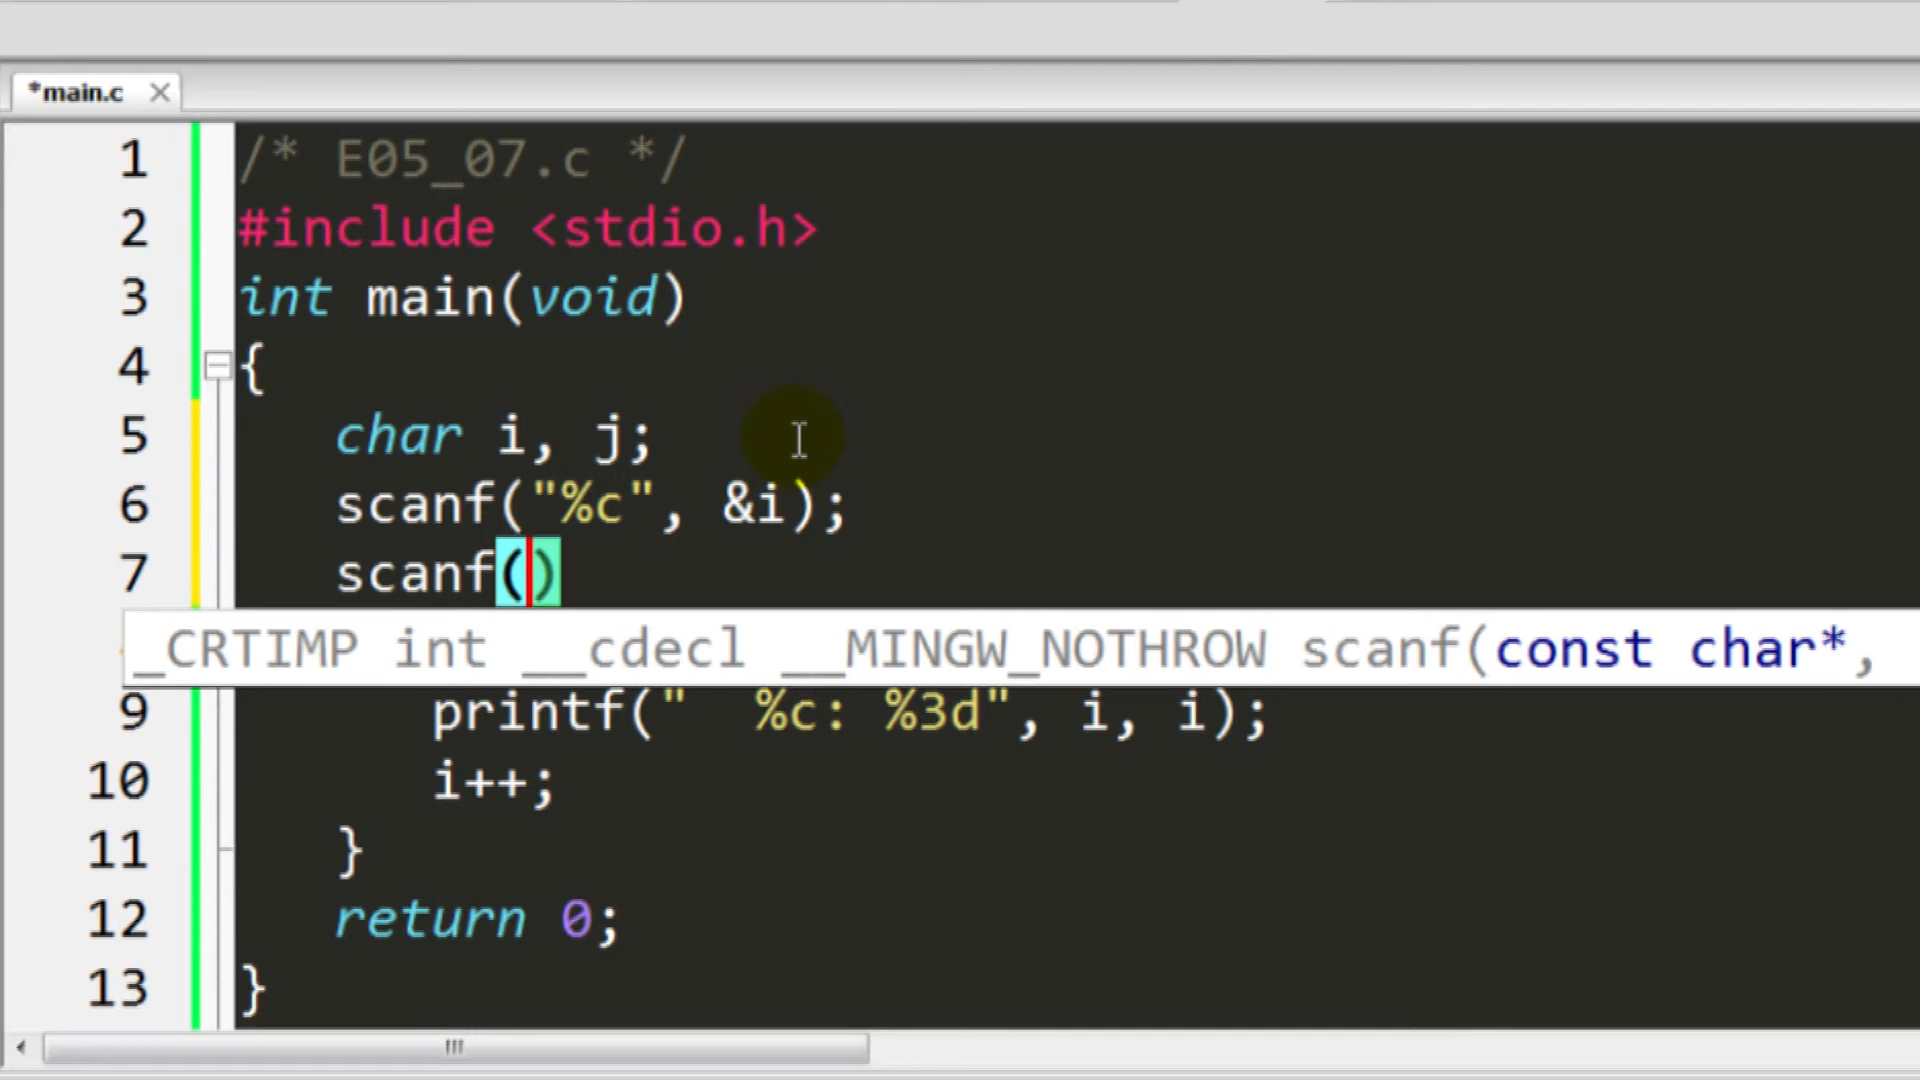 *main.c
1 /* E05_07.c */
2 #include <stdio.h>
3 int main(void)
4 {
5 char i, j;
6 scanf("%c", &i);
7 scanf()
_CRTIMP int __cdecl __MINGW_NOTHROW scanf(const char*,
9 printf("  %c: %3d", i, i);
10 i++;
11 }
12 return 0;
13 }